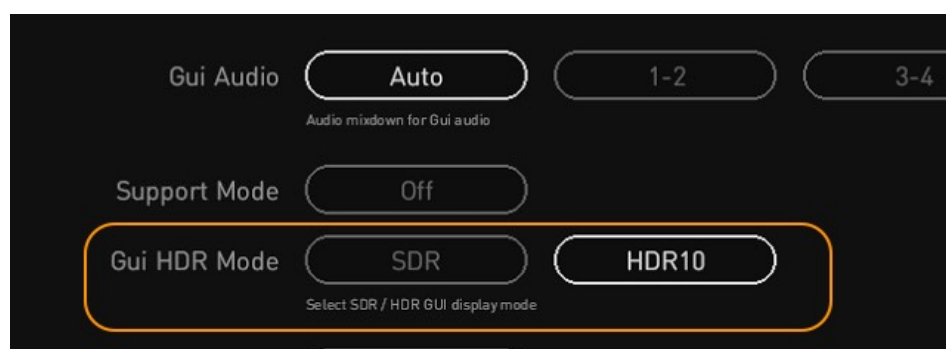 Gui Audio Auto 1-2 3-4
Audio mixdown for Gui audio
Support Mode Off
Gui HDR Mode SDR HDR10
Select SDR / HDR GUI display mode